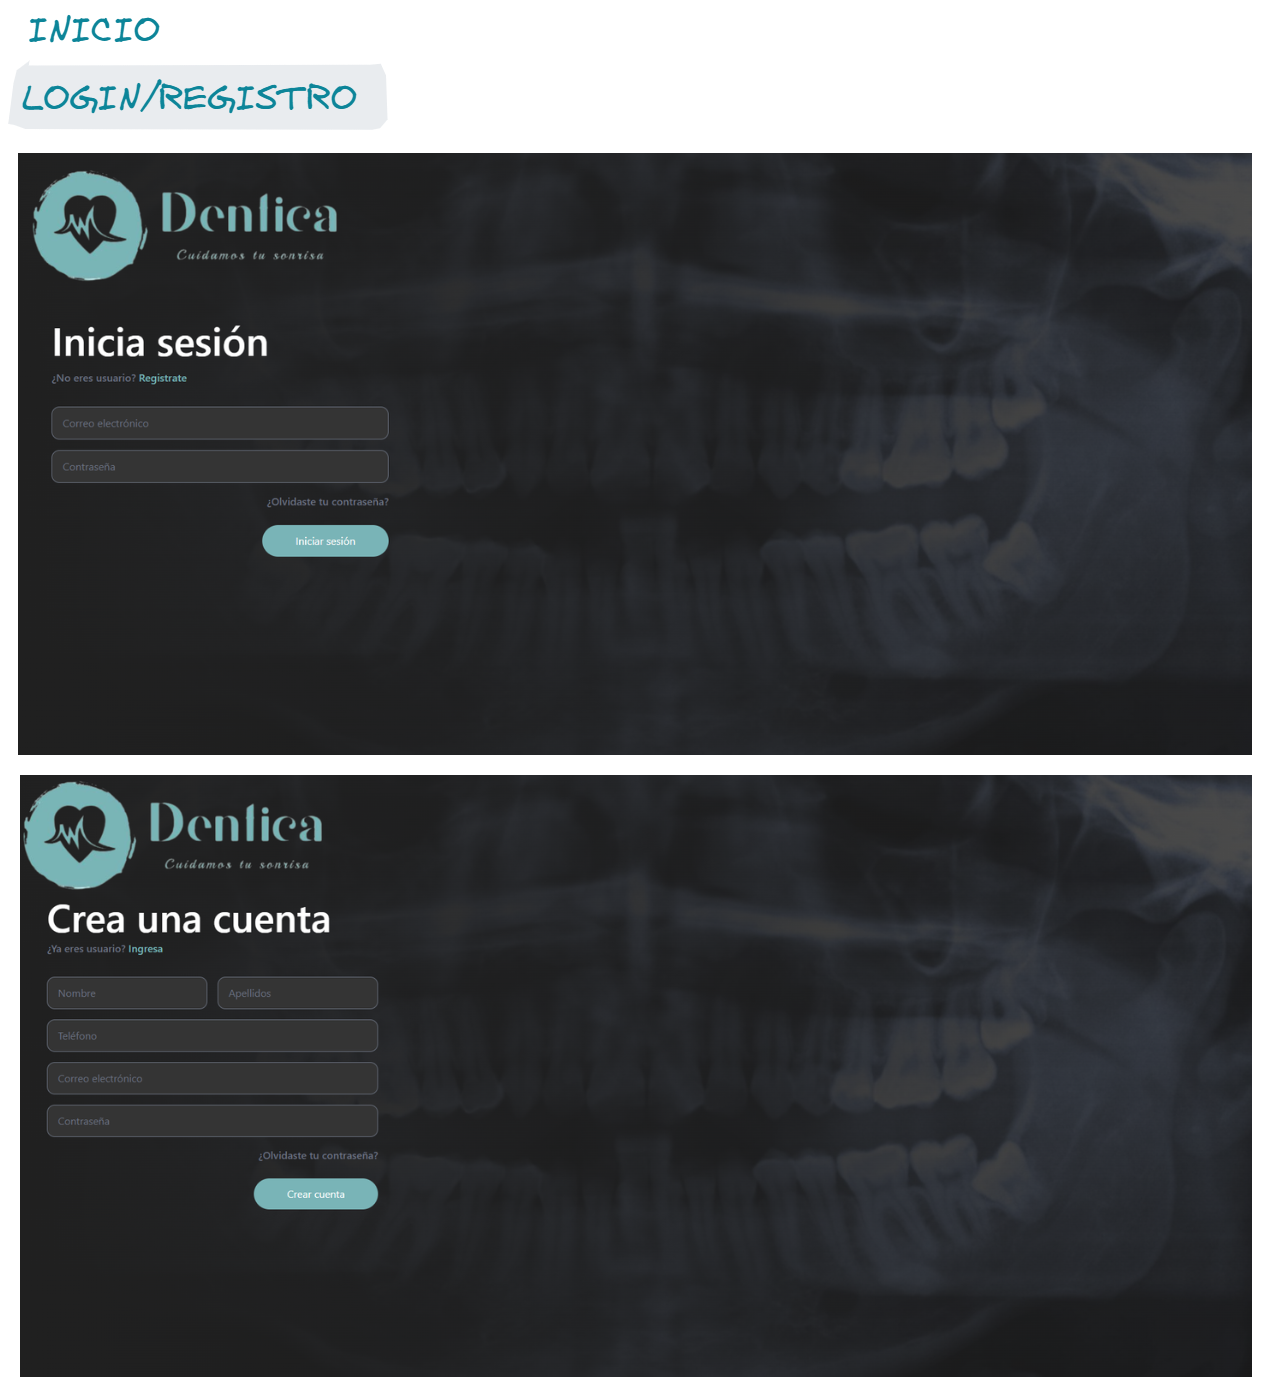 INICIO
LOGIN/REGISTRO
Dentica
Cuidamos tu sonrisa
Inicia sesión
¿No eres usuario? Registrate
Correo electrónico
Contraseña
¿Olvidaste tu contraseña?
Iniciar sesión
Dentica
Cuidamos tu sonrisa
Crea una cuenta
¿Ya eres usuario? Ingresa
Nombre Apellidos
Teléfono
Correo electrónico
Contraseña
¿Olvidaste tu contraseña?
Crear cuenta